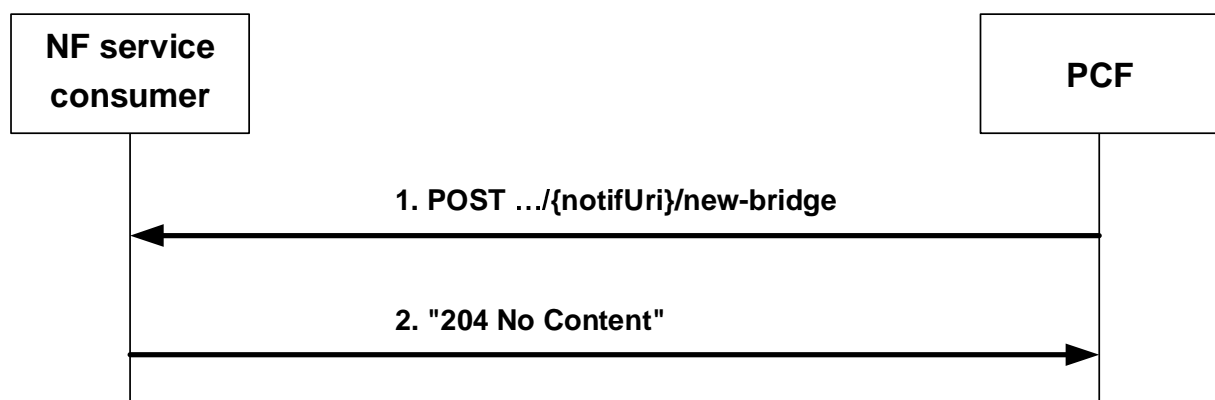 NF service
consumer
PCF
1. POST …/{notifUri}/new-bridge
2. "204 No Content"